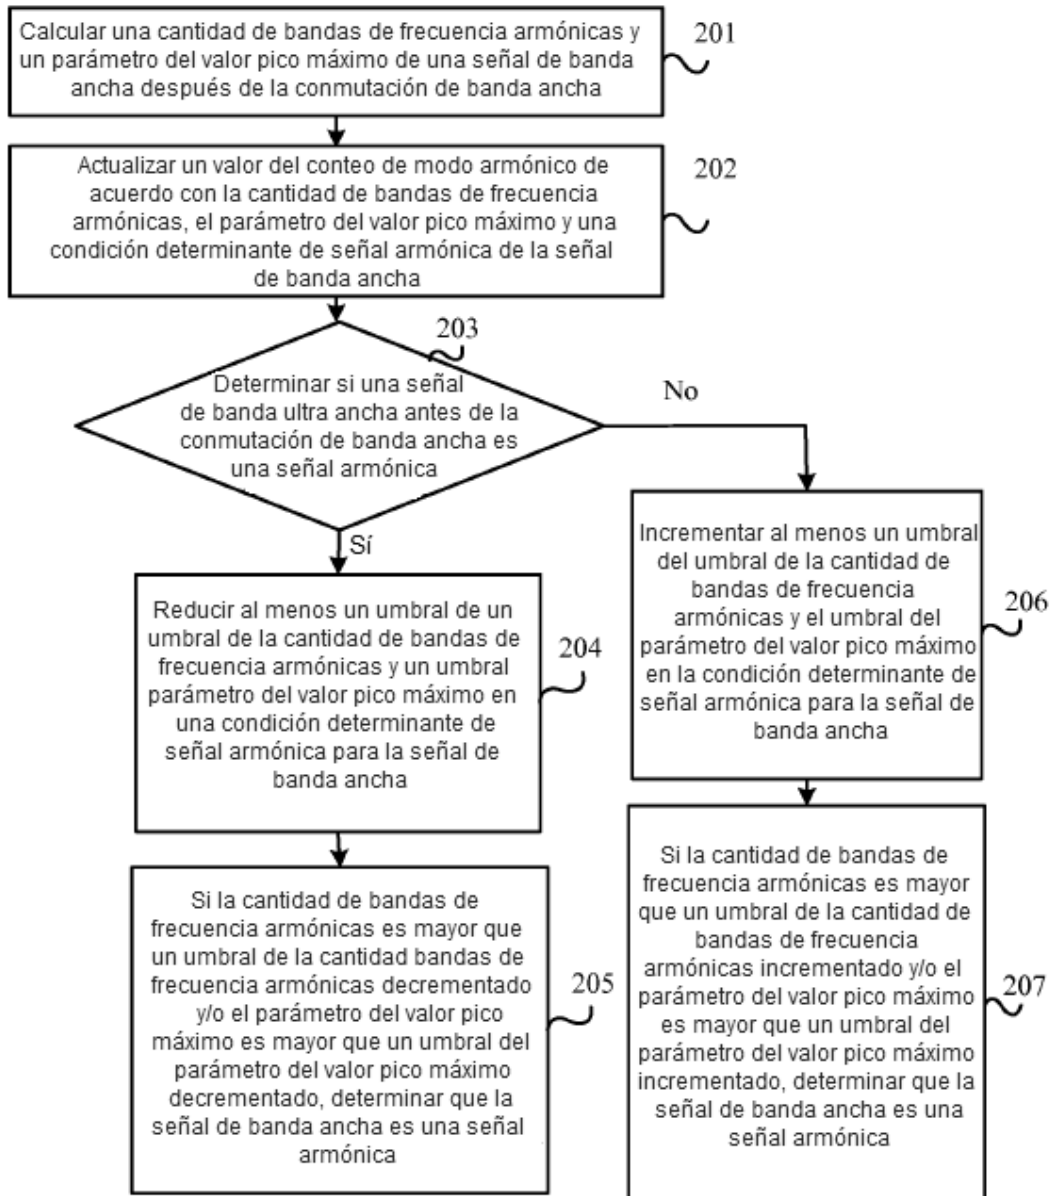 Calcular una cantidad de bandas de frecuencia armónicas y
un parámetro del valor pico máximo de una señal de banda
ancha después de la conmutación de banda ancha
201
Actualizar un valor del conteo de modo armónico de
acuerdo con la cantidad de bandas de frecuencia
armónicas, el parámetro del valor pico máximo y una
condición determinante de señal armónica de la señal
de banda ancha
202
203
Determinar si una señal
de banda ultra ancha antes de la
conmutación de banda ancha es
una señal armónica
No
Sí
Reducir al menos un umbral de un
umbral de la cantidad de bandas de
frecuencia armónicas y un umbral
parámetro del valor pico máximo en
una condición determinante de
señal armónica para la señal de
banda ancha
204
Si la cantidad de bandas de
frecuencia armónicas es mayor que
un umbral de la cantidad bandas de
frecuencia armónicas decrementado
y/o el parámetro del valor pico
máximo es mayor que un umbral del
parámetro del valor pico máximo
decrementado, determinar que la
señal de banda ancha es una señal
armónica
205
Incrementar al menos un umbral
del umbral de la cantidad de
bandas de frecuencia
armónicas y el umbral del
parámetro del valor pico máximo
en la condición determinante de
señal armónica para la señal de
banda ancha
206
Si la cantidad de bandas de
frecuencia armónicas es mayor
que un umbral de la cantidad de
bandas de frecuencia
armónicas incrementado y/o el
parámetro del valor pico máximo
es mayor que un umbral del
parámetro del valor pico máximo
incrementado, determinar que la
señal de banda ancha es una
señal armónica
207